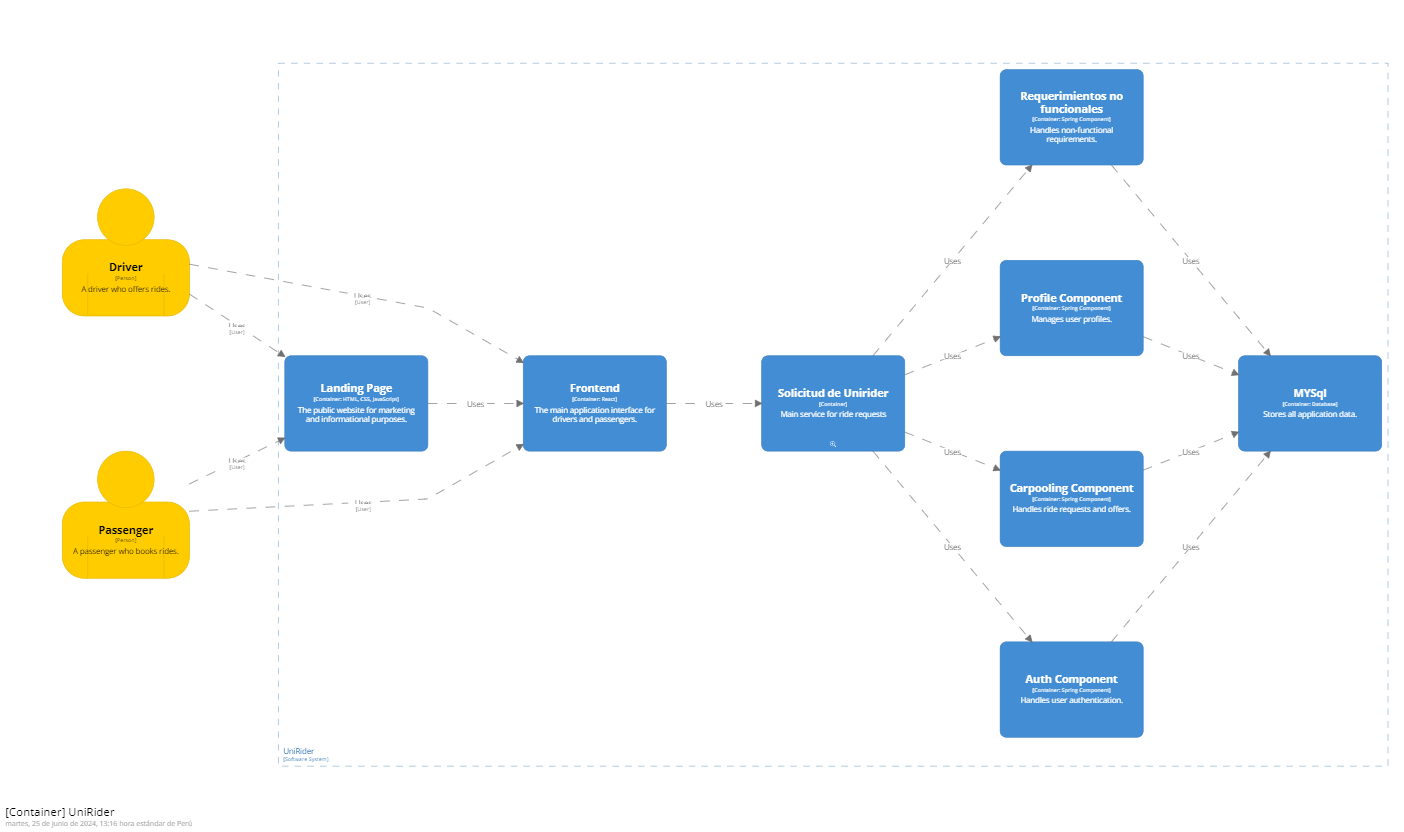 Driver
[Person]
A driver who offers rides.
Uses
[User]
Uses
[User]
Passenger
[Person]
A passenger who books rides.
Uses
[User]
Uses
[User]
Landing Page
[Container: HTML, CSS, JavaScript]
The public website for marketing
and informational purposes.
Uses
Frontend
[Container: React]
The main application interface for
drivers and passengers.
Uses
Solicitud de Unirider
[Container]
Main service for ride requests
Uses
Uses
Uses
Uses
Requerimientos no
funcionales
[Container: Spring Component]
Handles non-functional
requirements.
Profile Component
[Container: Spring Component]
Manages user profiles.
Carpooling Component
[Container: Spring Component]
Handles ride requests and offers.
Auth Component
[Container: Spring Component]
Handles user authentication.
Uses
Uses
Uses
Uses
MYSql
[Container: Database]
Stores all application data.
UniRider
[Software System]
[Container] UniRider
martes, 25 de junio de 2024, 13:16 hora estándar de Perú